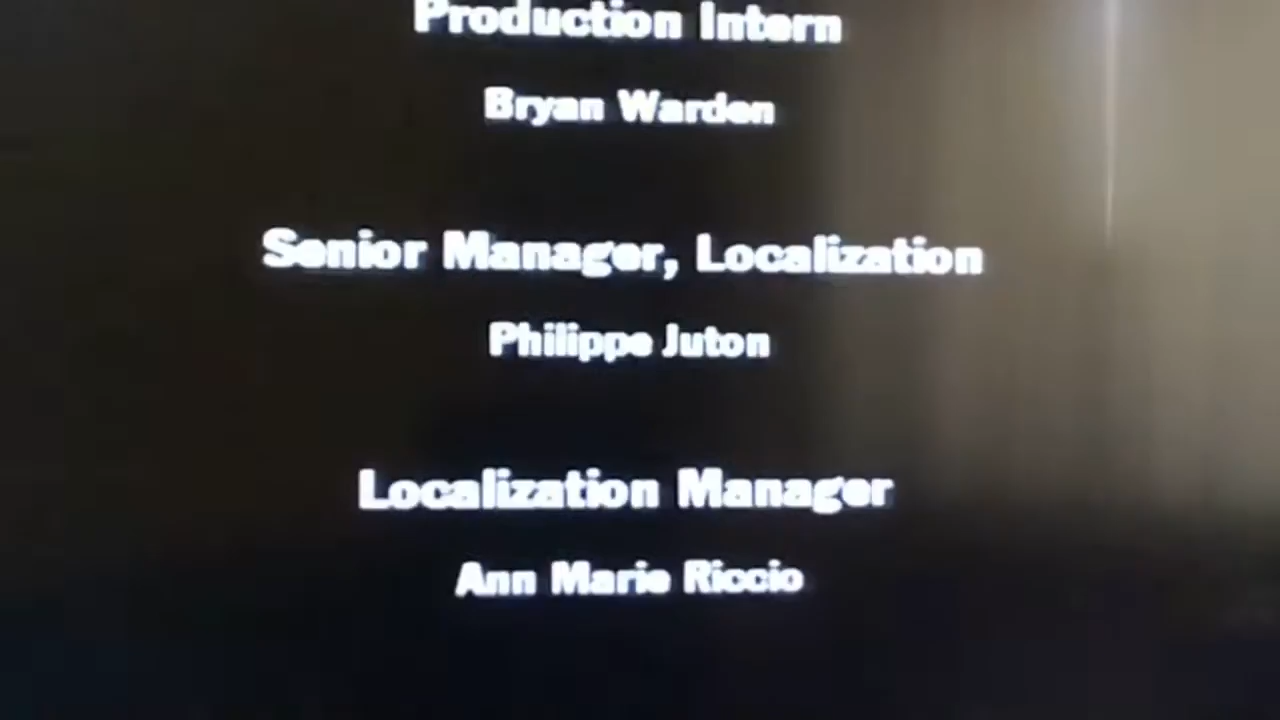 Production Intern
Bryan Warden
Senior Manager, Localization
Philippe Juton
Localization Manager
Ann Marie Riccio